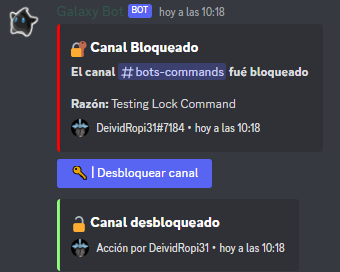 Galaxy Bot BOT hoy a las 10:18
Canal Bloqueado
El canal #bots-commands fué bloqueado
Razón: Testing Lock Command
DeividRopi31#7184 • hoy a las 10:18
| Desbloquear canal
Canal desbloqueado
Acción por DeividRopi31 • hoy a las 10:18